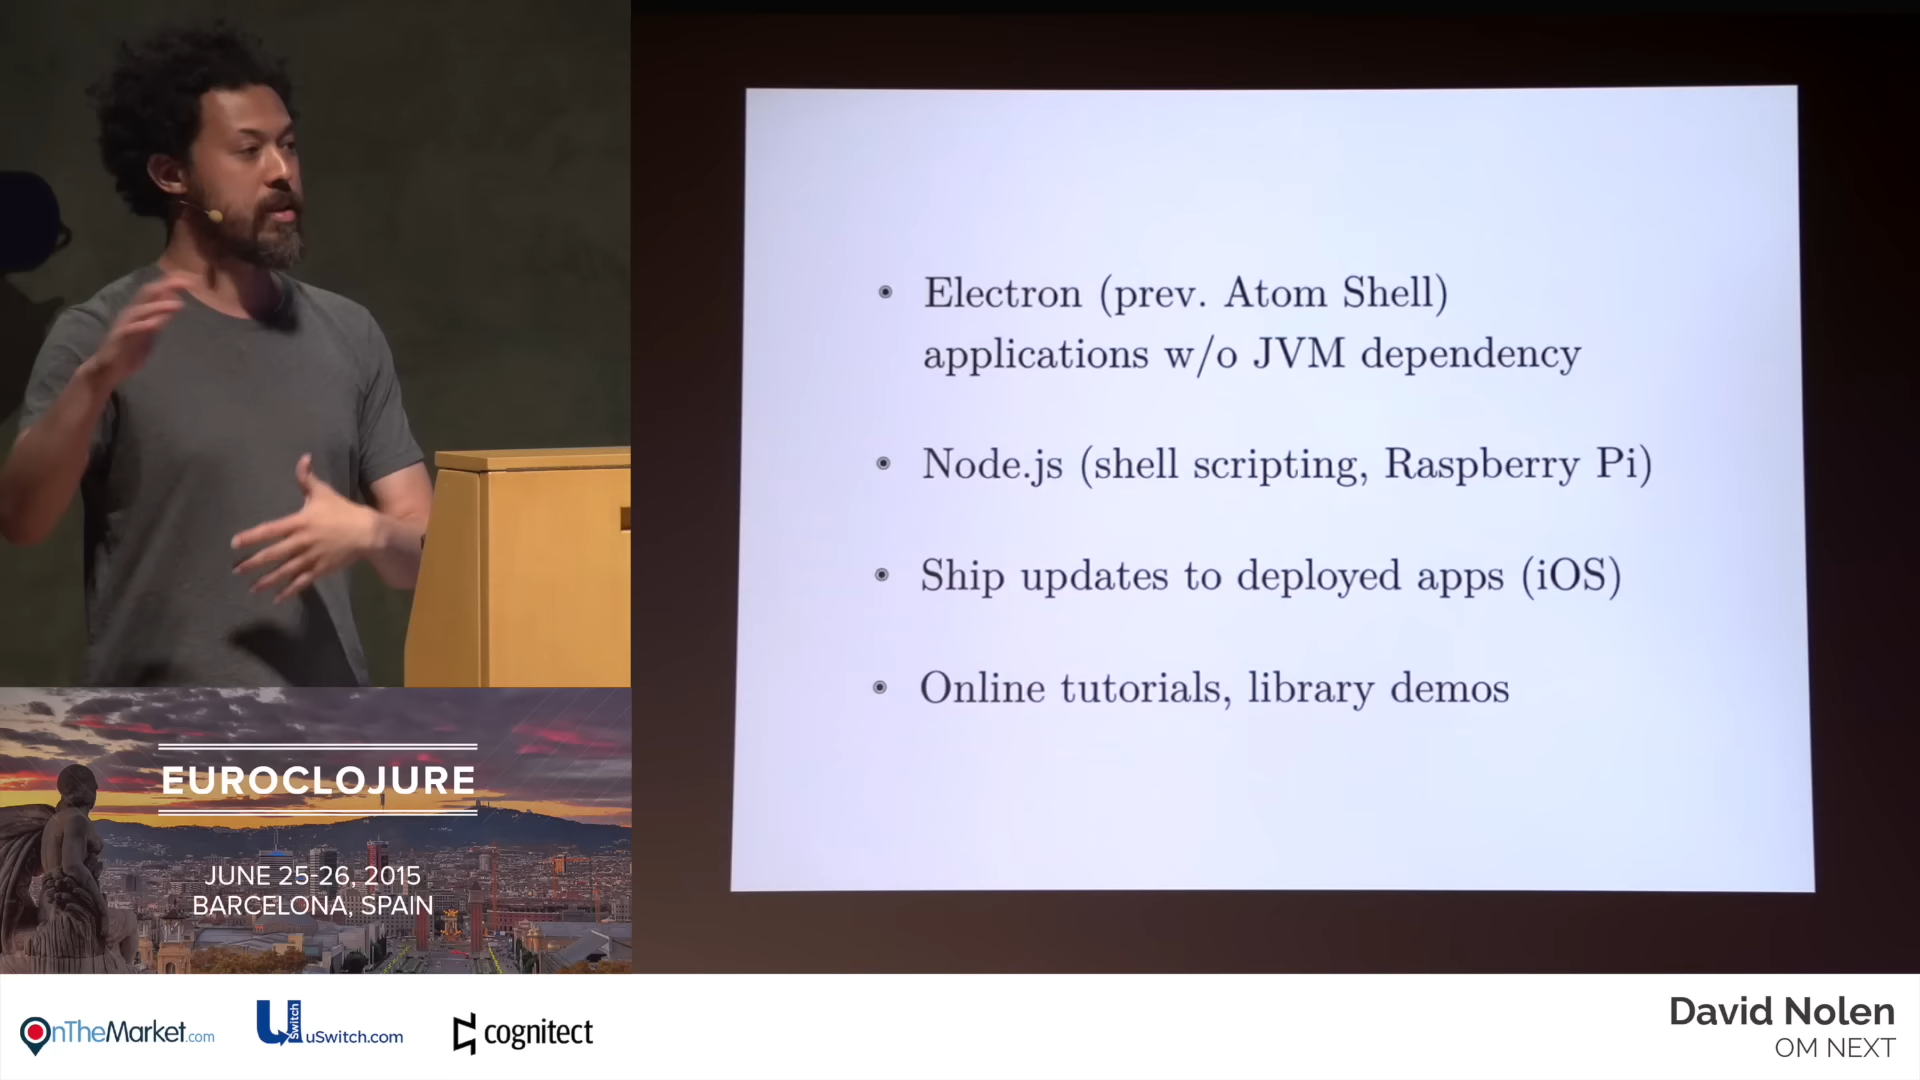 • Electron (prev. Atom Shell)
applications w/o JVM dependency
• Node.js (shell scripting, Raspberry Pi)
• Ship updates to deployed apps (iOS)
• Online tutorials, library demos
EUROCLOJURE
JUNE 25-26, 2015
BARCELONA, SPAIN
OnTheMarket.com
uSwitch
uSwitch.com
cognitect
David Nolen
OM NEXT